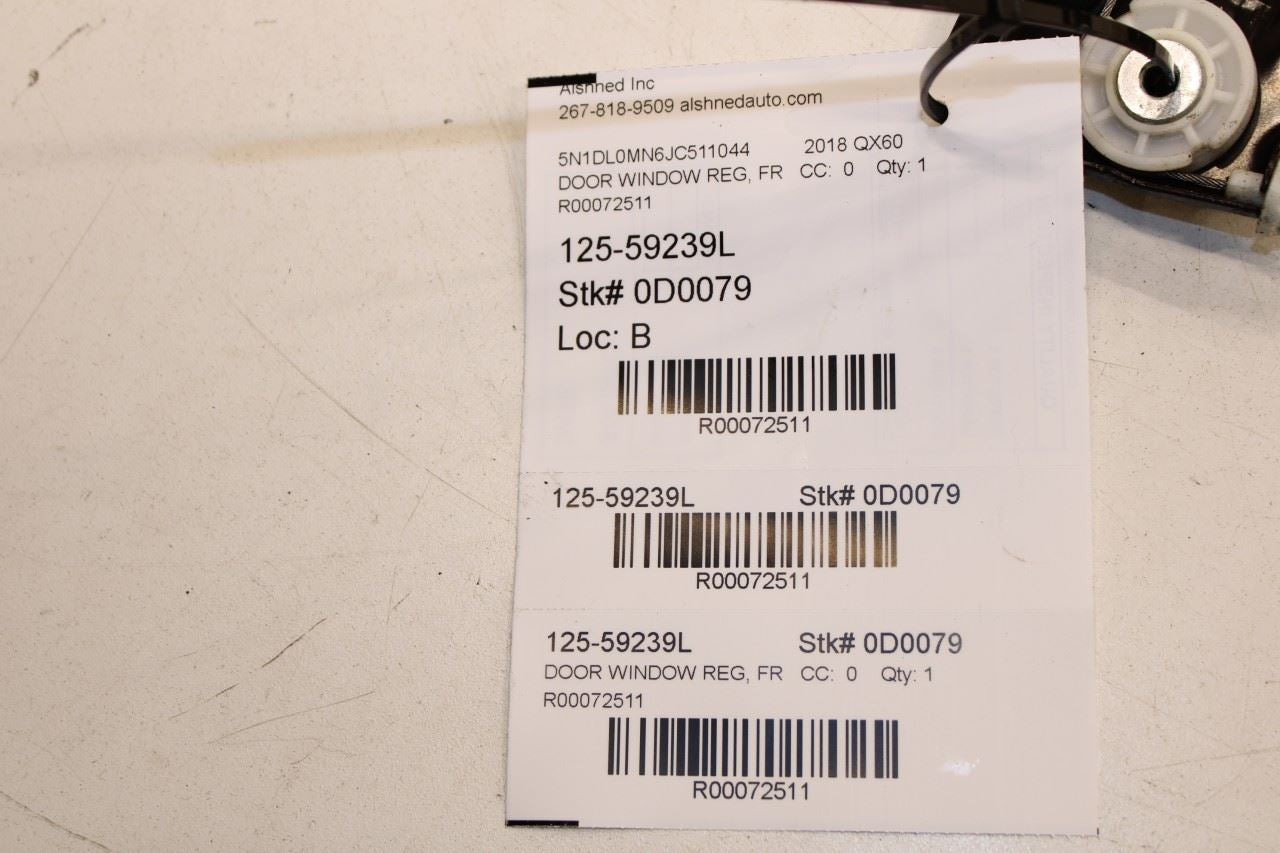 Alshned Inc
267-818-9509 alshnedauto.com
5N1DL0MN6JC511044 2018 QX60
DOOR WINDOW REG, FR CC: 0 Qty: 1
R00072511
125-59239L
Stk# 0D0079
Loc: B
R00072511
125-59239L Stk# 0D0079
R00072511
125-59239L Stk# 0D0079
DOOR WINDOW REG, FR CC: 0 Qty: 1
R00072511
R00072511